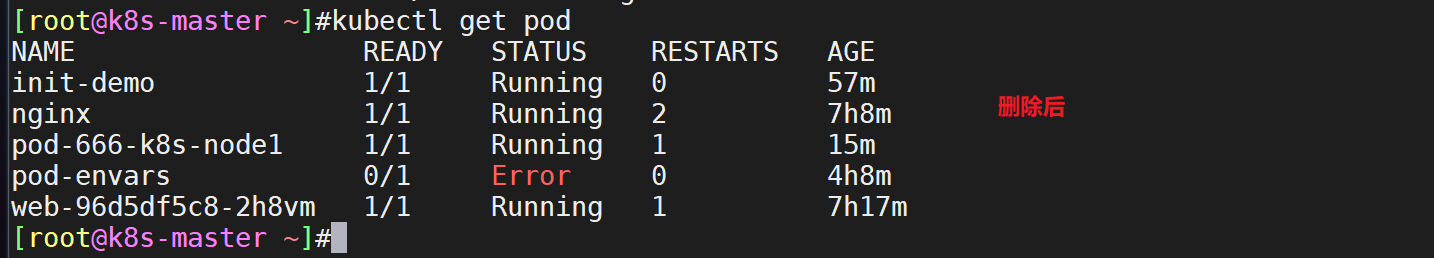 [root@k8s-master ~]#kubectl get pod
NAME READY STATUS RESTARTS AGE
init-demo 1/1 Running 0 57m
nginx 1/1 Running 2 7h8m
删除后
pod-666-k8s-node1 1/1 Running 1 15m
pod-envars 0/1 Error 0 4h8m
web-96d5df5c8-2h8vm 1/1 Running 1 7h17m
[root@k8s-master ~]#